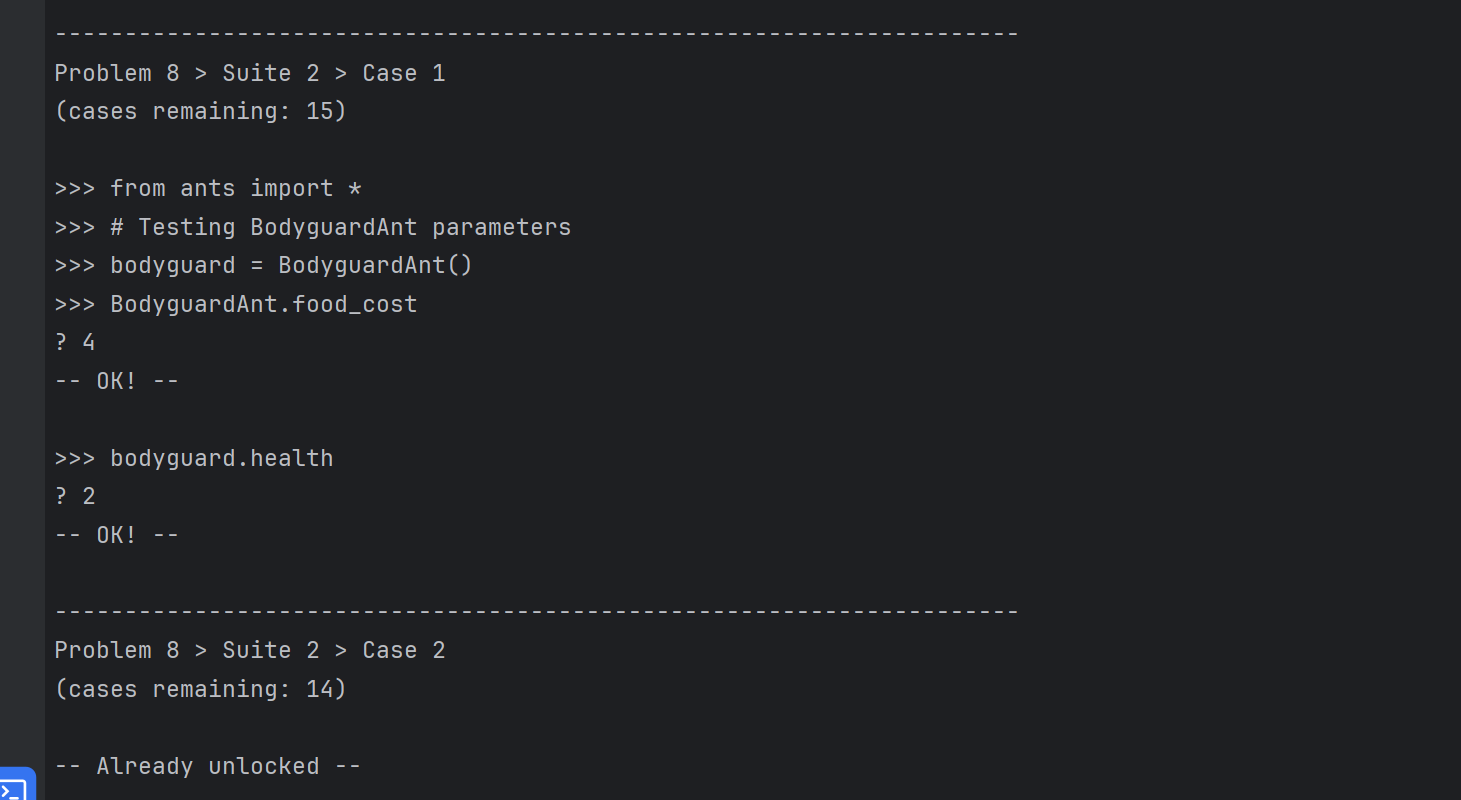 ---------------------------------------------------------------------
Problem 8 > Suite 2 > Case 1
(cases remaining: 15)
>>> from ants import *
>>> # Testing BodyguardAnt parameters
>>> bodyguard = BodyguardAnt()
>>> BodyguardAnt.food_cost
? 4
-- OK! --
>>> bodyguard.health
? 2
-- OK! --
---------------------------------------------------------------------
Problem 8 > Suite 2 > Case 2
(cases remaining: 14)
-- Already unlocked --